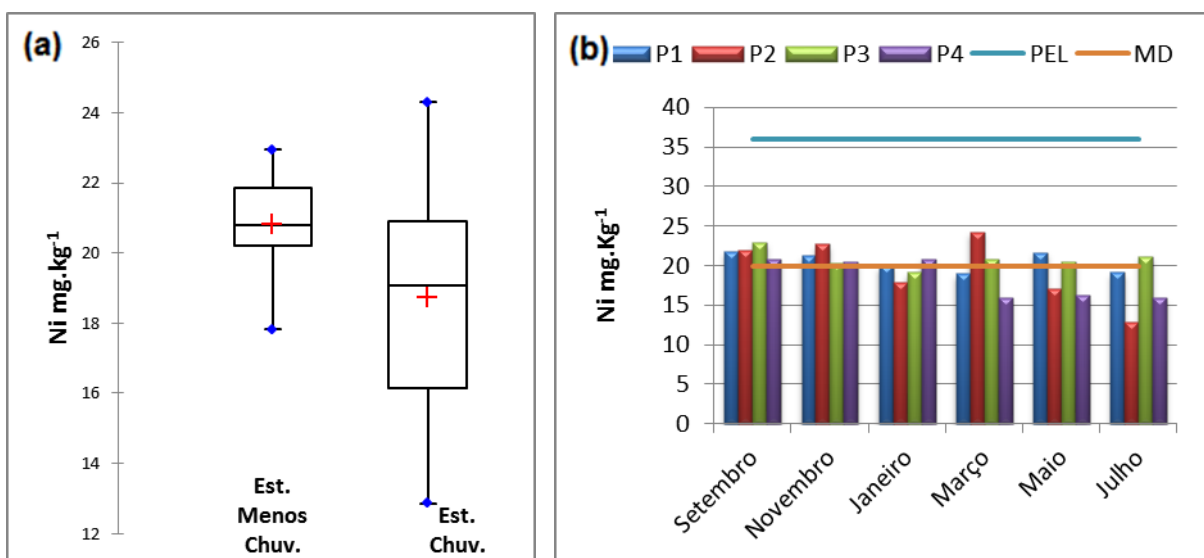 (a)
26
24
22
20
18
16
14
12
Ni mg.kg-1
Est.
Menos
Chuv.
Est.
Chuv.
(b)
P1 P2 P3 P4 PEL MD
40
35
30
25
20
15
10
5
0
Ni mg.Kg-1
Setembro
Novembro
Janeiro
Março
Maio
Julho